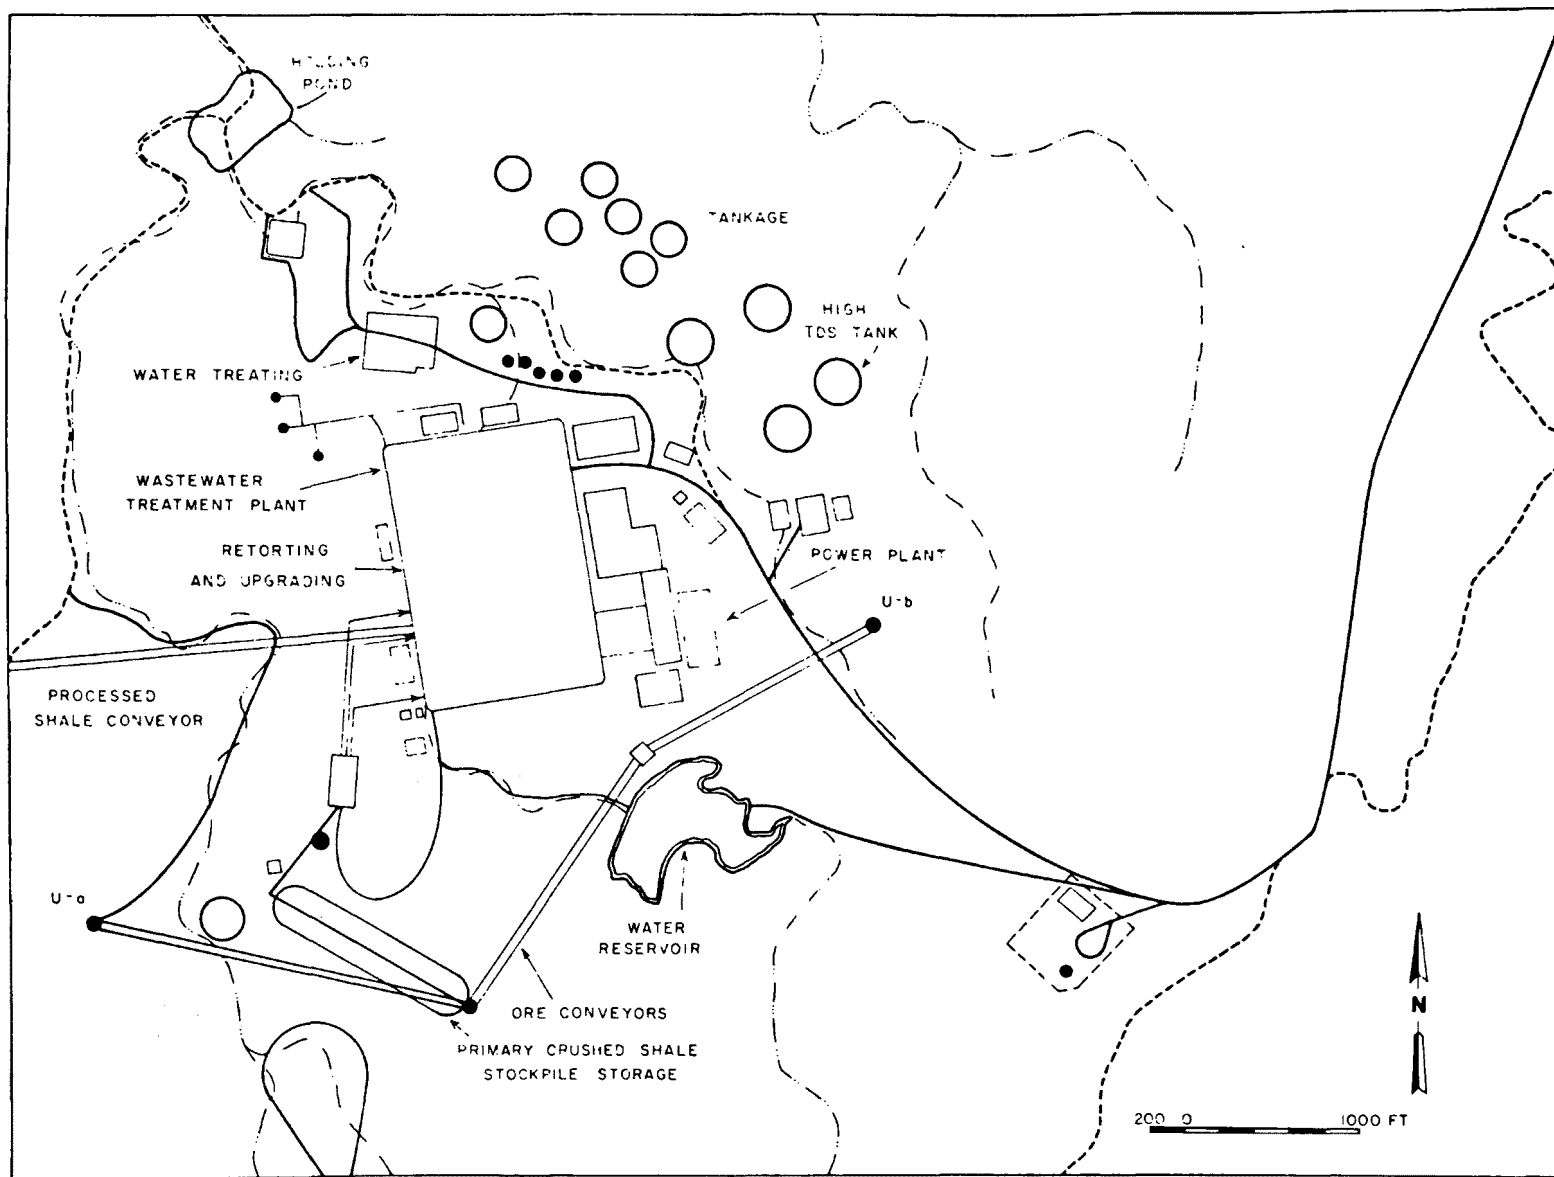 HOLDING
POND
TANKAGE
HIGH
TDS TANK
WATER TREATING
WASTEWATER
TREATMENT PLANT
RETORTING
AND UPGRADING
POWER PLANT
U-b
PROCESSED
SHALE CONVEYOR
U-a
WATER
RESERVOIR
ORE CONVEYORS
PRIMARY CRUSHED SHALE
STOCKPILE STORAGE
N
200 0 1000 FT